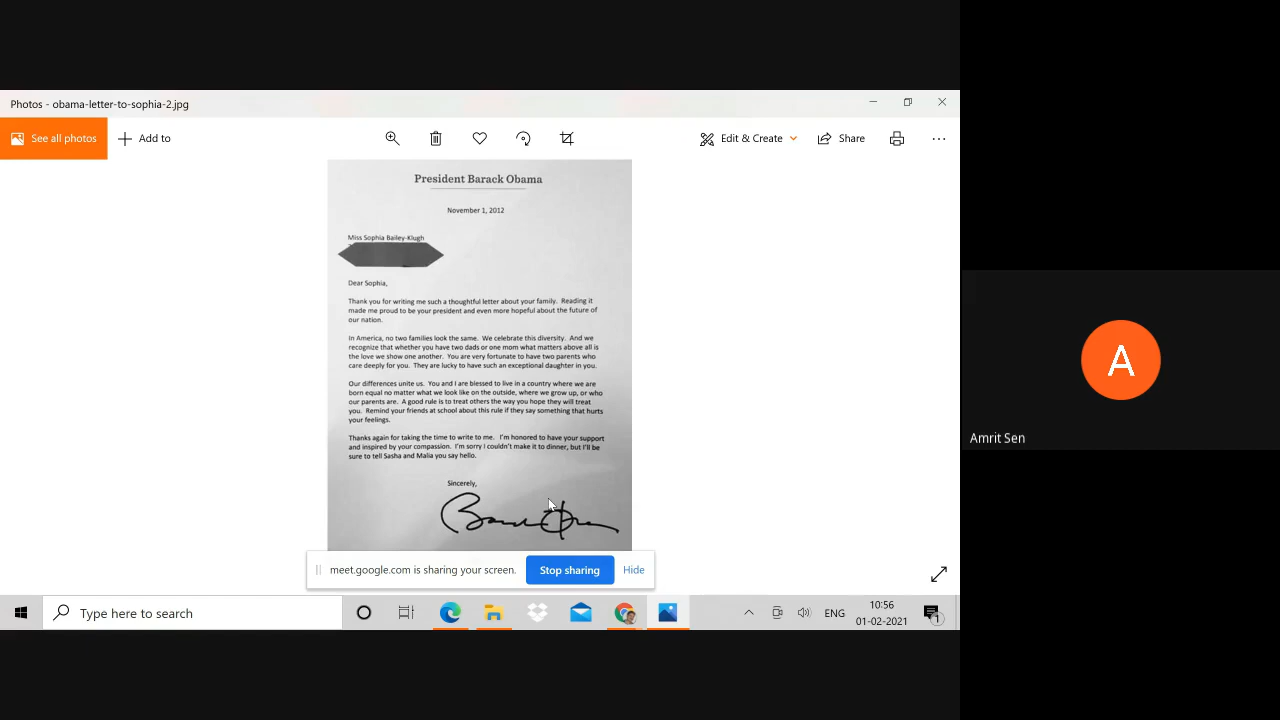 Photos - obama-letter-to-sophia-2.jpg
See all photos
Add to
Edit & Create
Share
President Barack Obama
November 1, 2012
Miss Sophia Bailey-Klugh
Dear Sophia,
Thank you for writing me such a thoughtful letter about your family. Reading it
made me proud to be your president and even more hopeful about the future of
our nation.
In America, no two families look the same. We celebrate this diversity. And we
recognize that whether you have two dads or one mom what matters above all is
the love we show one another. You are very fortunate to have two parents who
care deeply for you. They are lucky to have such an exceptional daughter in you.
Our differences unite us. You and I are blessed to live in a country where we are
born equal no matter what we look like on the outside, where we grow up, or who
our parents are. A good rule is to treat others the way you hope they will treat
you. Remind your friends at school about this rule if they say something that hurts
your feelings.
Thanks again for taking the time to write to me. I'm honored to have your support
and inspired by your compassion. I'm sorry I couldn't make it to dinner, but I'll be
sure to tell Sasha and Malia you say hello.
Sincerely,
meet.google.com is sharing your screen.
Stop sharing
Hide
Type here to search
ENG
10:56
01-02-2021
1
A
Amrit Sen